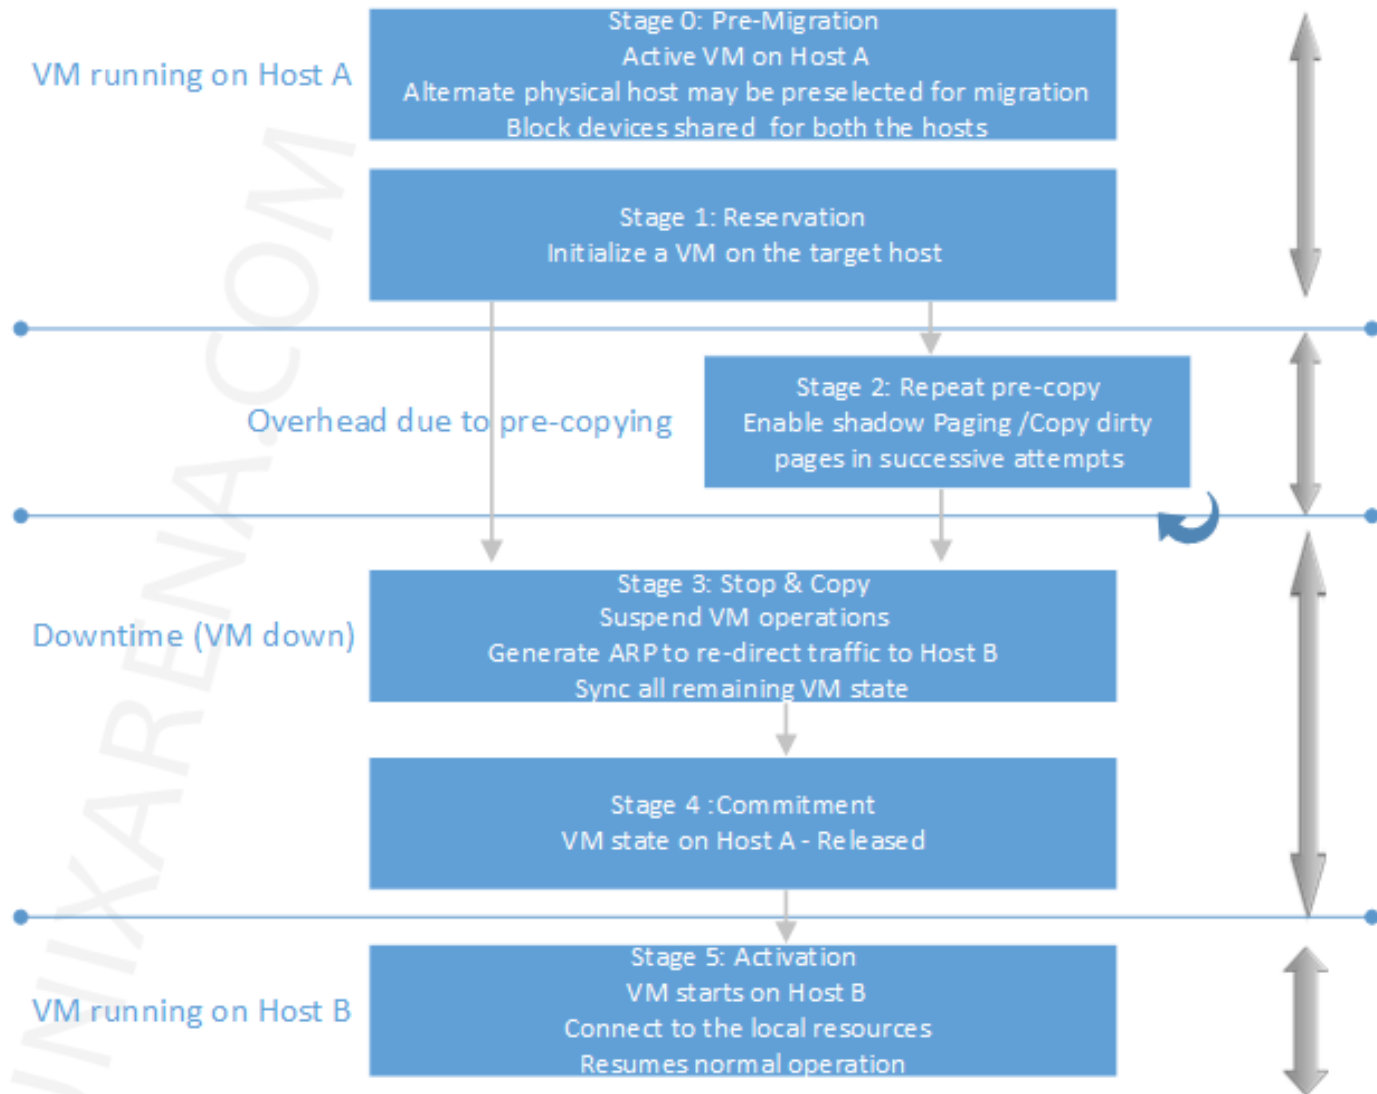 Stage 0: Pre-Migration
Active VM on Host A
Alternate physical host may be preselected for migration
Block devices shared for both the hosts
VM running on Host A
Stage 1: Reservation
Initialize a VM on the target host
Stage 2: Repeat pre-copy
Enable shadow Paging /Copy dirty
pages in successive attempts
Overhead due to pre-copying
Stage 3: Stop & Copy
Suspend VM operations
Generate ARP to re-direct traffic to Host B
Sync all remaining VM state
Downtime (VM down)
Stage 4 :Commitment
VM state on Host A - Released
Stage 5: Activation
VM starts on Host B
Connect to the local resources
Resumes normal operation
VM running on Host B
UNIXARENA.COM